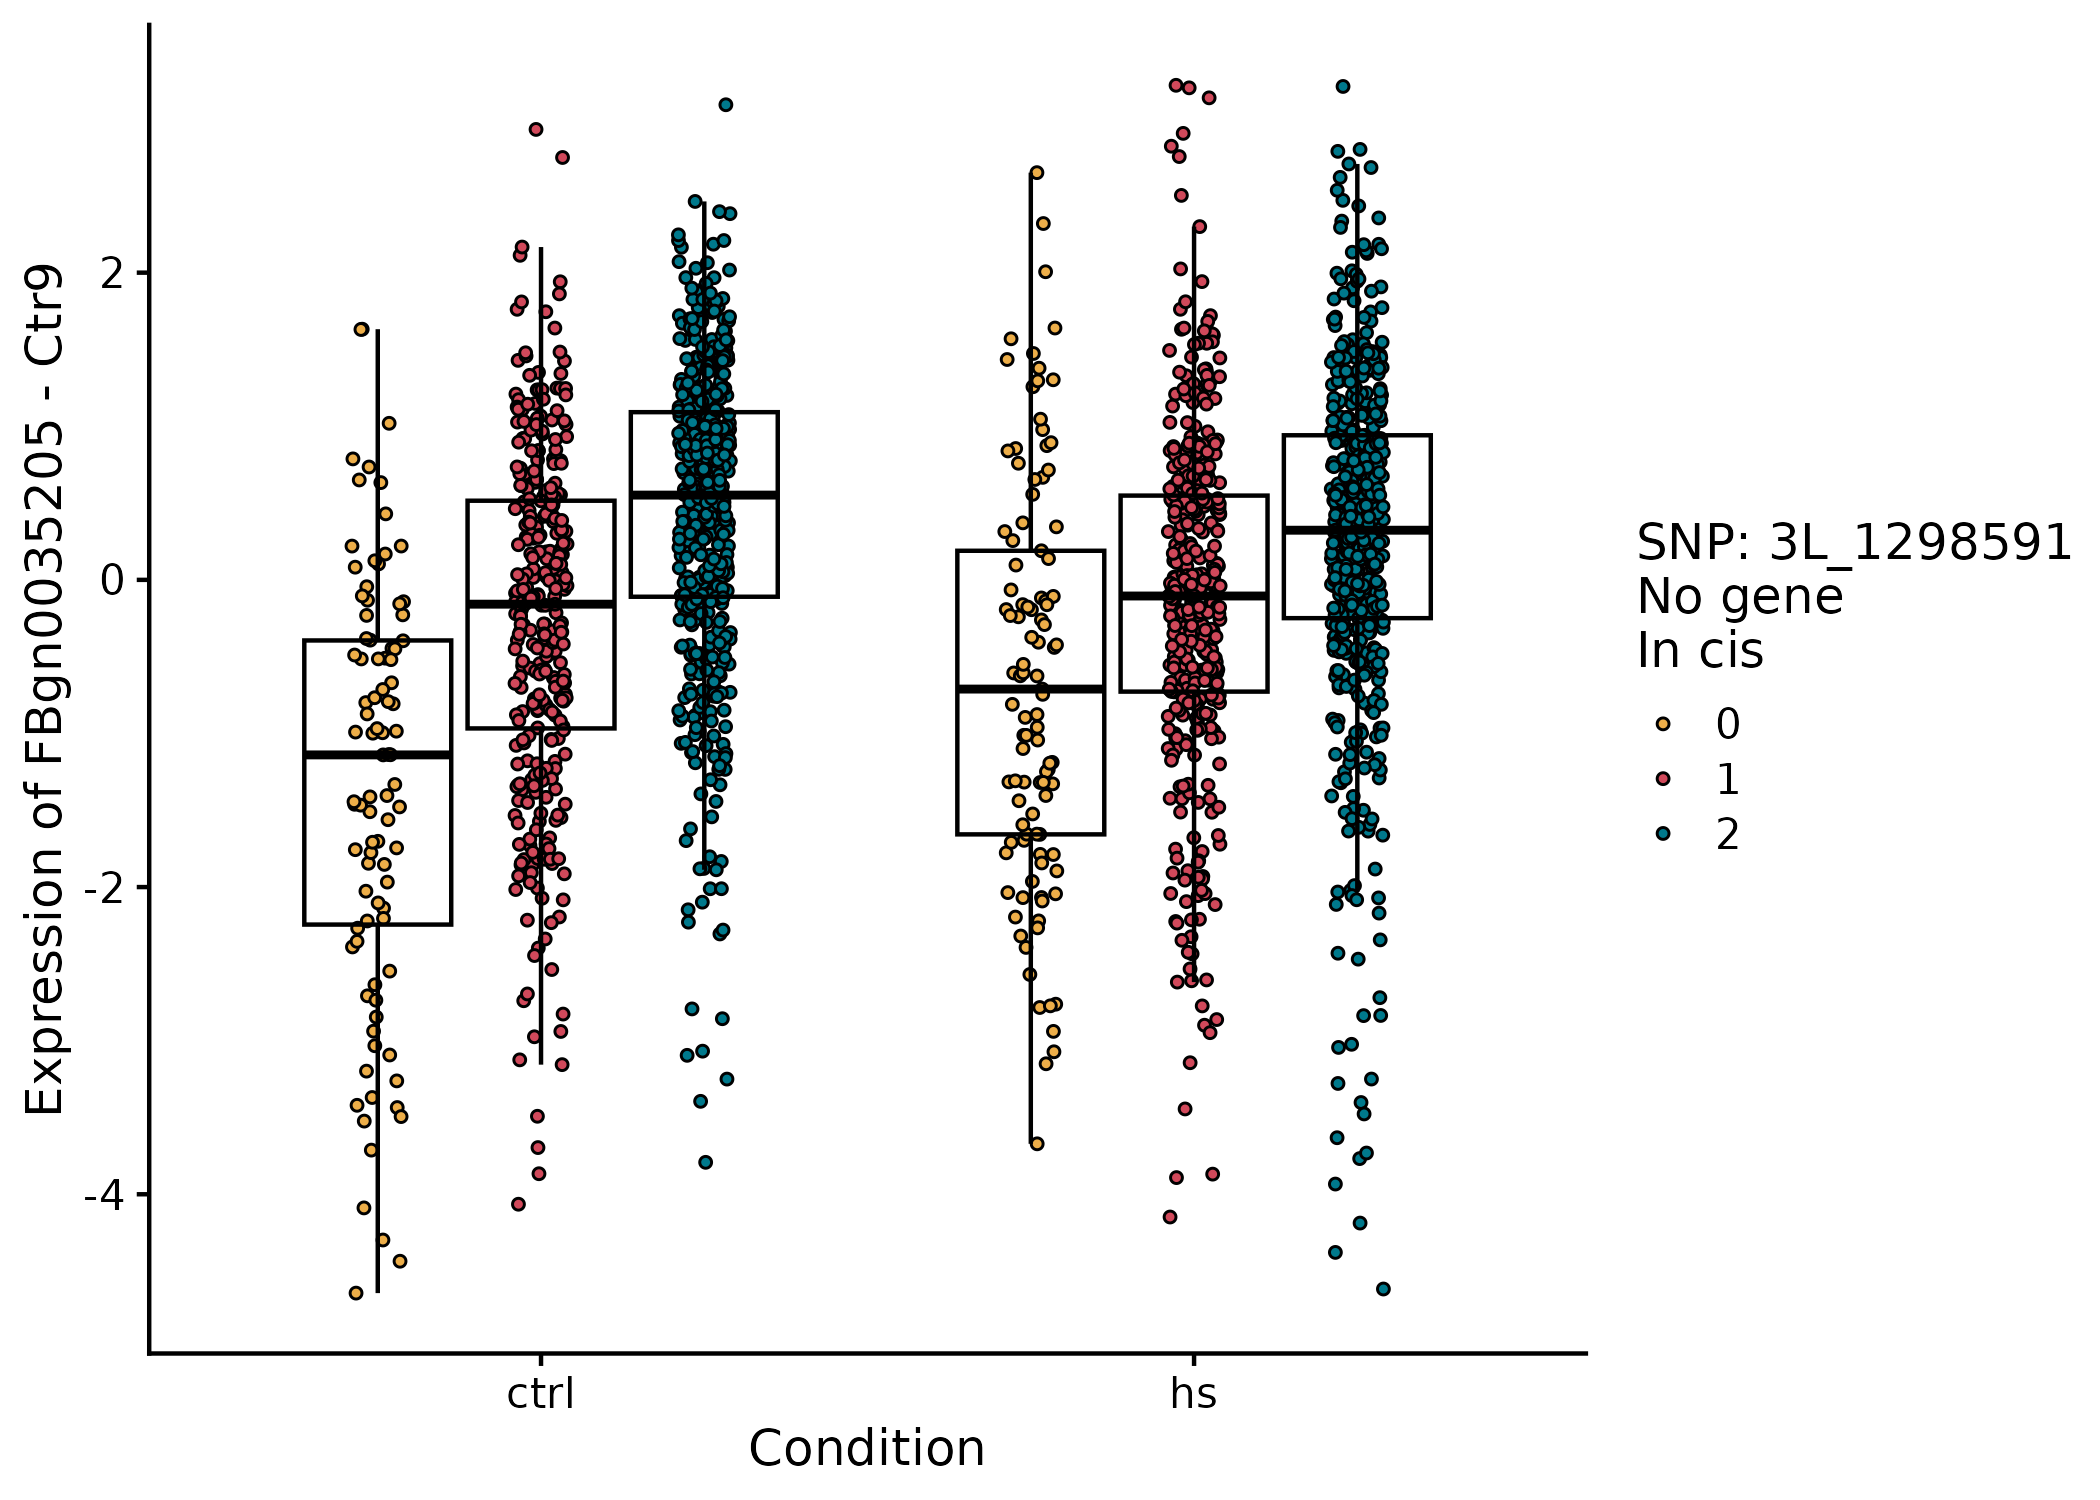 Expression of FBgn0035205 - Ctr9
2
0
-2
-4
ctrl
hs
Condition
SNP: 3L_1298591
No gene
In cis
0
1
2